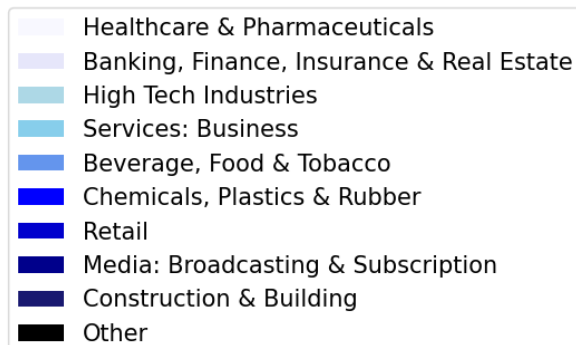 Healthcare & Pharmaceuticals
Banking, Finance, Insurance & Real Estate
High Tech Industries
Services: Business
Beverage, Food & Tobacco
Chemicals, Plastics & Rubber
Retail
Media: Broadcasting & Subscription
Construction & Building
Other